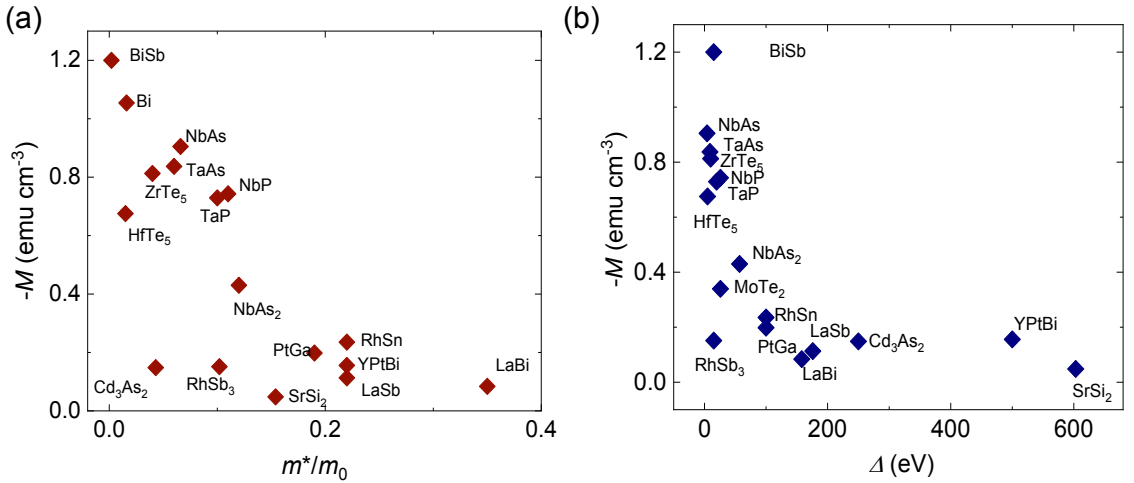 (a)
-M (emu cm⁻³)
1.2
0.8
0.4
0.0
BiSb
Bi
NbAs
TaAs
ZrTe₅
NbP
TaP
HfTe₅
NbAs₂
RhSn
PtGa
YPtBi
LaBi
Cd₃As₂
RhSb₃
LaSb
SrSi₂
0.0 0.2 0.4
m*/m₀
(b)
-M (emu cm⁻³)
1.2
0.8
0.4
0.0
BiSb
NbAs
TaAs
ZrTe₅
NbP
TaP
HfTe₅
NbAs₂
MoTe₂
RhSn
LaSb
YPtBi
PtGa
Cd₃As₂
RhSb₃
LaBi
SrSi₂
0 200 400 600
Δ (eV)